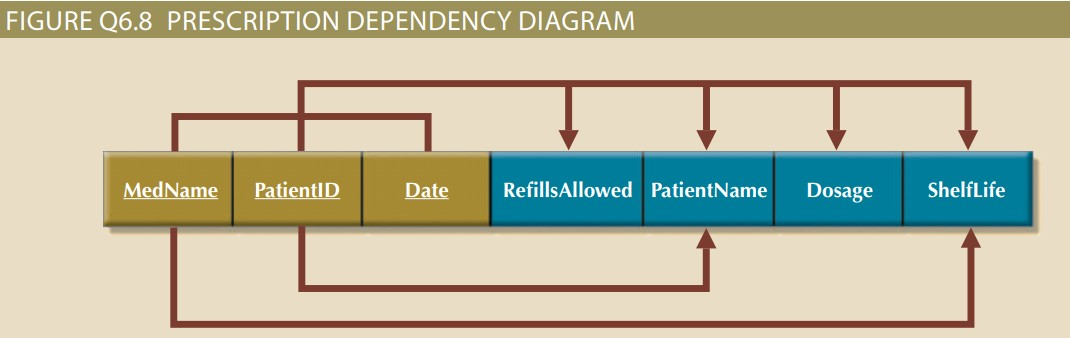 FIGURE Q6.8 PRESCRIPTION DEPENDENCY DIAGRAM
MedName PatientID Date RefillsAllowed PatientName Dosage ShelfLife